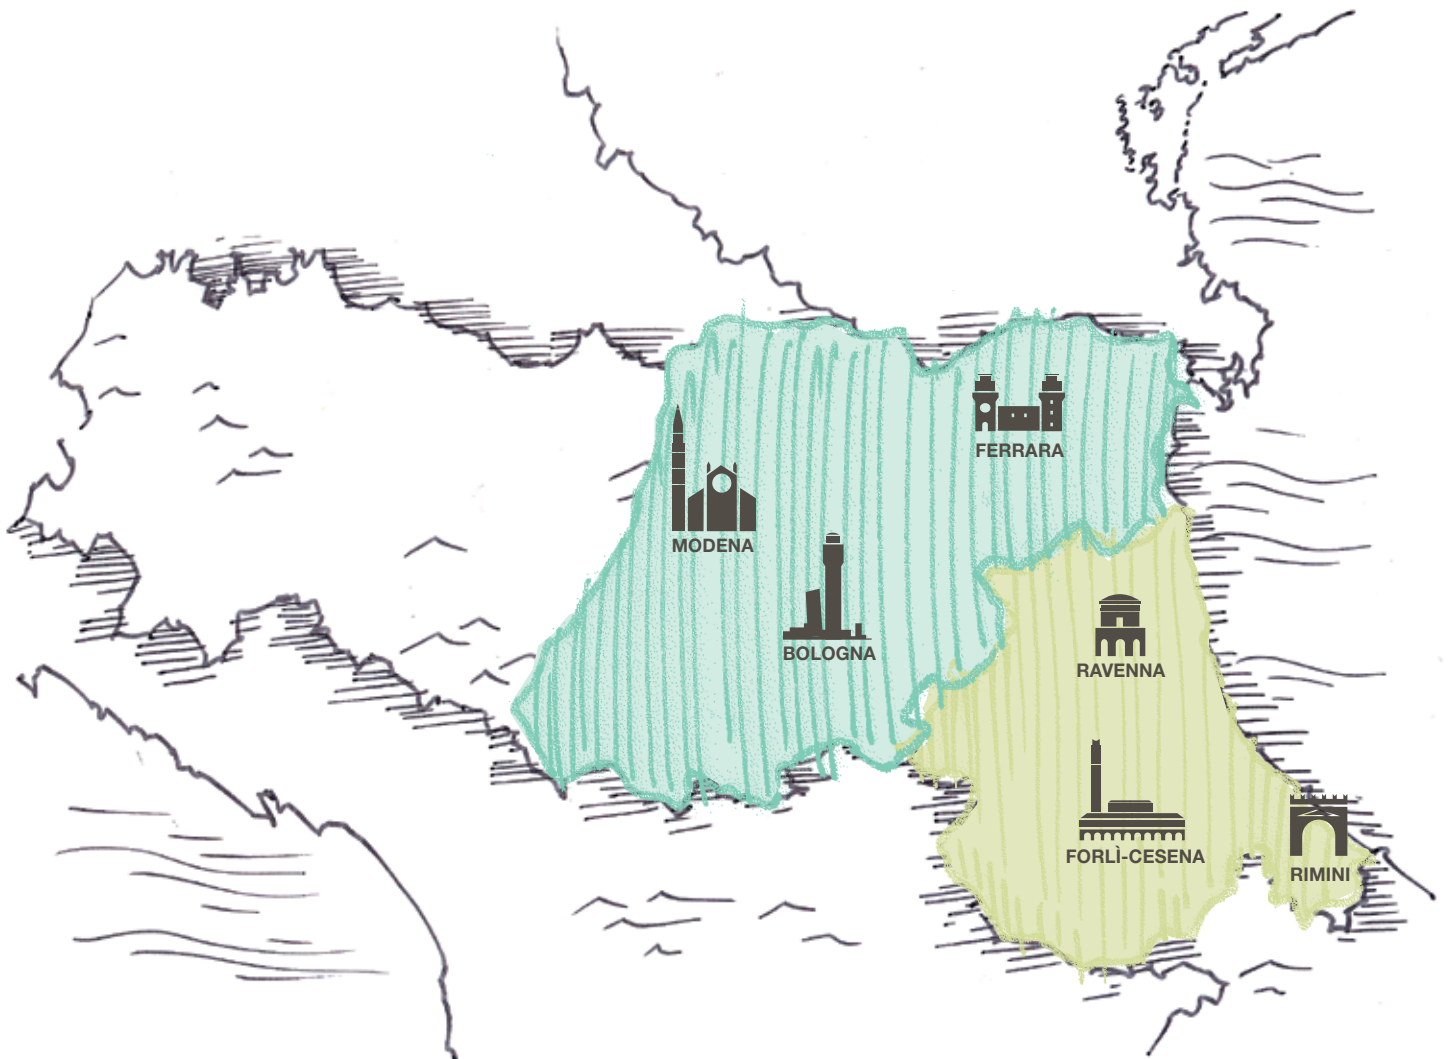 FERRARA
MODENA
BOLOGNA
RAVENNA
FORLÌ-CESENA
RIMINI